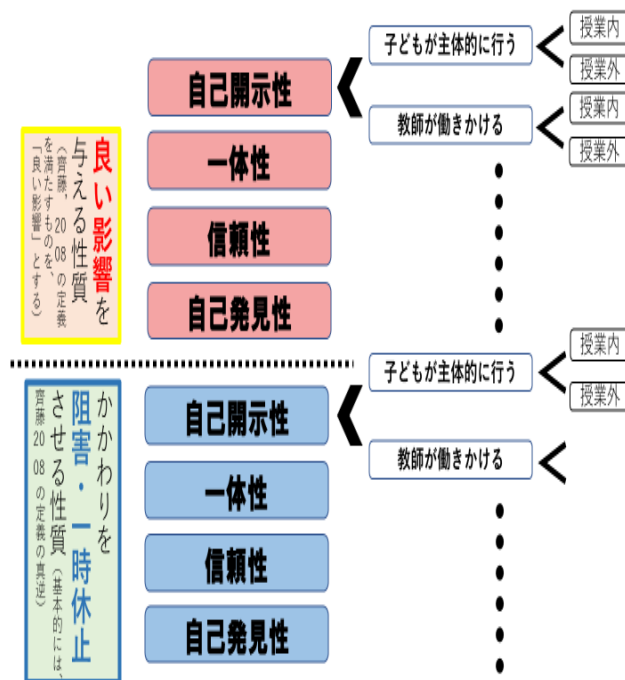 良い影響を
与える性質
(齊藤, 2008の定義
を満たすものを、
「良い影響」とする)
自己開示性
一体性
信頼性
自己発見性
子どもが主体的に行う
授業内
授業外
教師が働きかける
授業内
授業外
かかわりを
阻害・一時休止
させる性質(基本的には、
齊藤2008の定義の真逆)
自己開示性
一体性
信頼性
自己発見性
子どもが主体的に行う
授業内
授業外
教師が働きかける